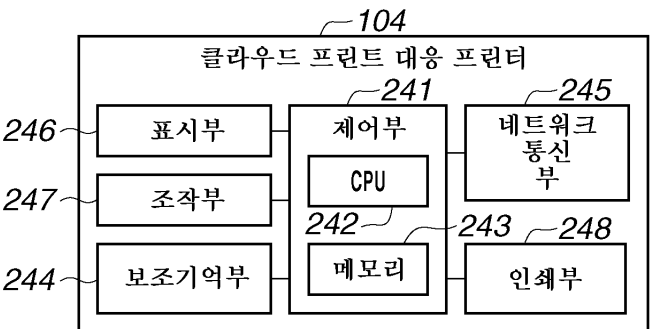 104
클라우드 프린트 대응 프린터
241
245
246
표시부
제어부
네트워크
통신
부
CPU
247
조작부
242
243
248
244
보조기억부
메모리
인쇄부